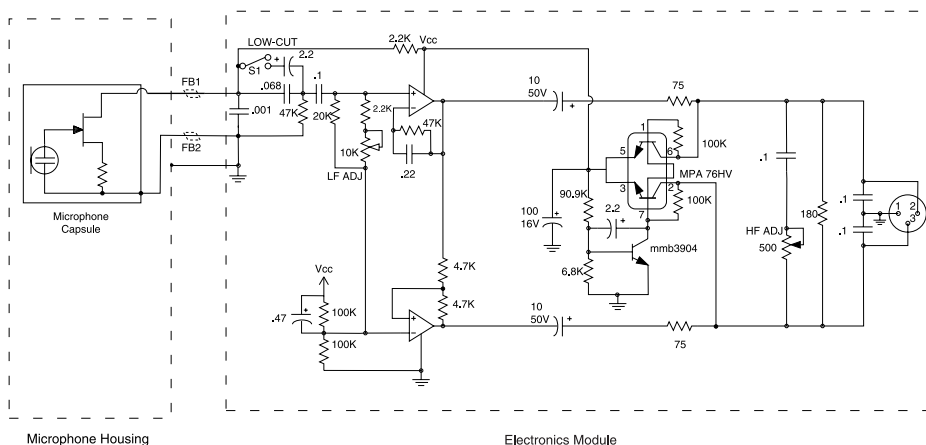 2.2K
Vcc
LOW-CUT
+
2.2
S1
FB1
.068
.1
.001
47K
20K
2.2K
+
−
FB2
10K
LF ADJ
47K
.22
Microphone
Capsule
10
50V
+
75
1
100K
5
6
MPA 76HV
3
2
7
100K
100
16V
+
90.9K
2.2
+
mmb3904
6.8K
.1
180
HF ADJ
500
.1
.1
1
2
3
Vcc
.47
+
100K
100K
4.7K
4.7K
+
−
10
50V
+
75
Microphone Housing
Electronics Module